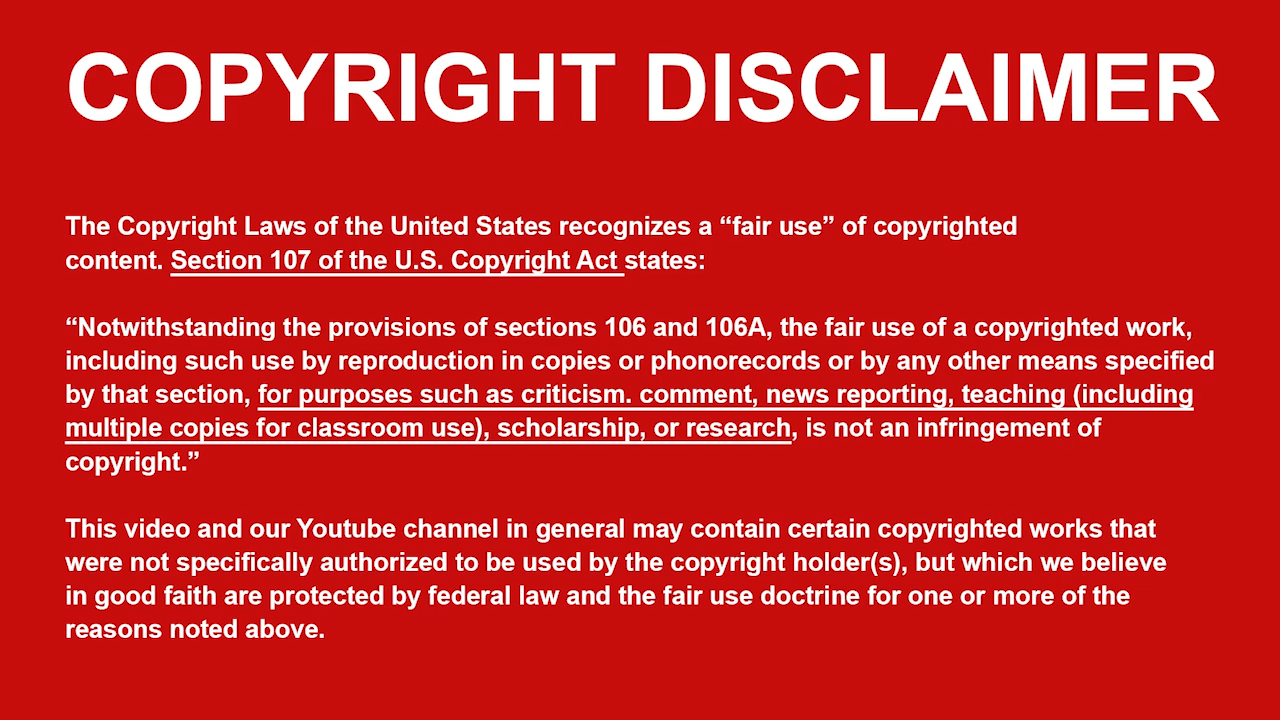 COPYRIGHT DISCLAIMER
The Copyright Laws of the United States recognizes a “fair use” of copyrighted
content. Section 107 of the U.S. Copyright Act states:
“Notwithstanding the provisions of sections 106 and 106A, the fair use of a copyrighted work,
including such use by reproduction in copies or phonorecords or by any other means specified
by that section, for purposes such as criticism. comment, news reporting, teaching (including
multiple copies for classroom use), scholarship, or research, is not an infringement of
copyright.”
This video and our Youtube channel in general may contain certain copyrighted works that
were not specifically authorized to be used by the copyright holder(s), but which we believe
in good faith are protected by federal law and the fair use doctrine for one or more of the
reasons noted above.